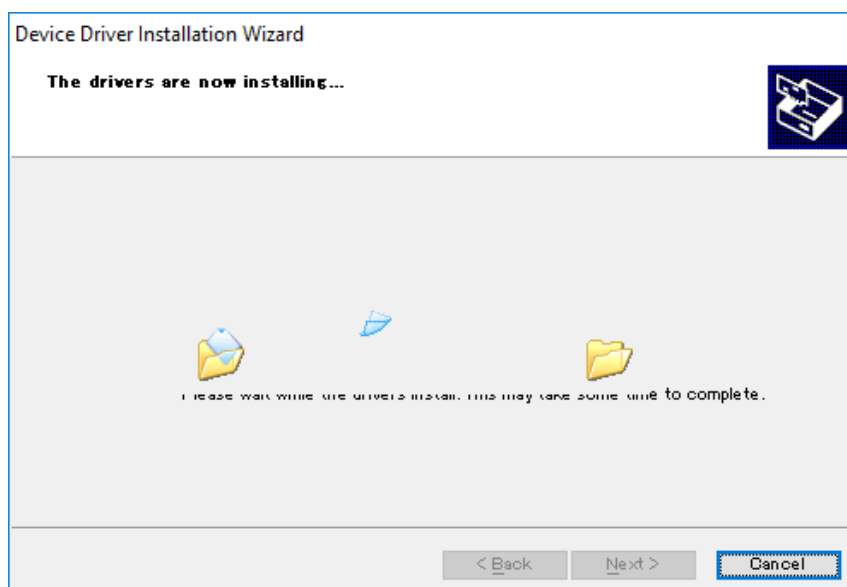 Device Driver Installation Wizard
The drivers are now installing...
Please wait while the drivers install. This may take some time to complete.
< Back
Next >
Cancel